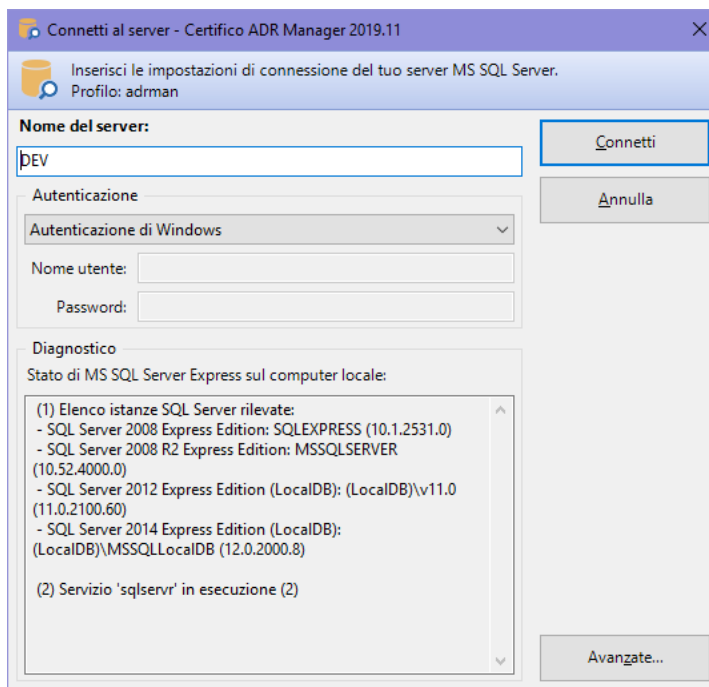 Connetti al server - Certifico ADR Manager 2019.11
Inserisci le impostazioni di connessione del tuo server MS SQL Server.
Profilo: adrman
Nome del server:
DEV
Connetti
Annulla
Autenticazione
Autenticazione di Windows
Nome utente:
Password:
Diagnostico
Stato di MS SQL Server Express sul computer locale:
(1) Elenco istanze SQL Server rilevate:
- SQL Server 2008 Express Edition: SQLEXPRESS (10.1.2531.0)
- SQL Server 2008 R2 Express Edition: MSSQLSERVER
(10.52.4000.0)
- SQL Server 2012 Express Edition (LocalDB): (LocalDB)\v11.0
(11.0.2100.60)
- SQL Server 2014 Express Edition (LocalDB):
(LocalDB)\MSSQLLocalDB (12.0.2000.8)
(2) Servizio 'sqlservr' in esecuzione (2)
Avanzate...